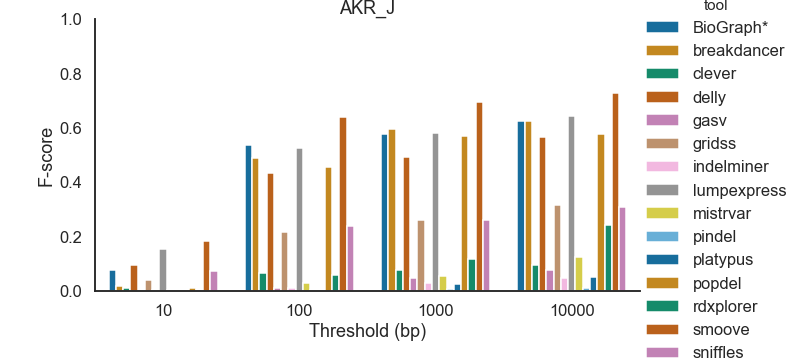 AKR_J
tool
1.0
0.8
0.6
0.4
0.2
0.0
F-score
10
100
1000
10000
Threshold (bp)
BioGraph*
breakdancer
clever
delly
gasv
gridss
indelminer
lumpexpress
mistrvar
pindel
platypus
popdel
rdxplorer
smoove
sniffles